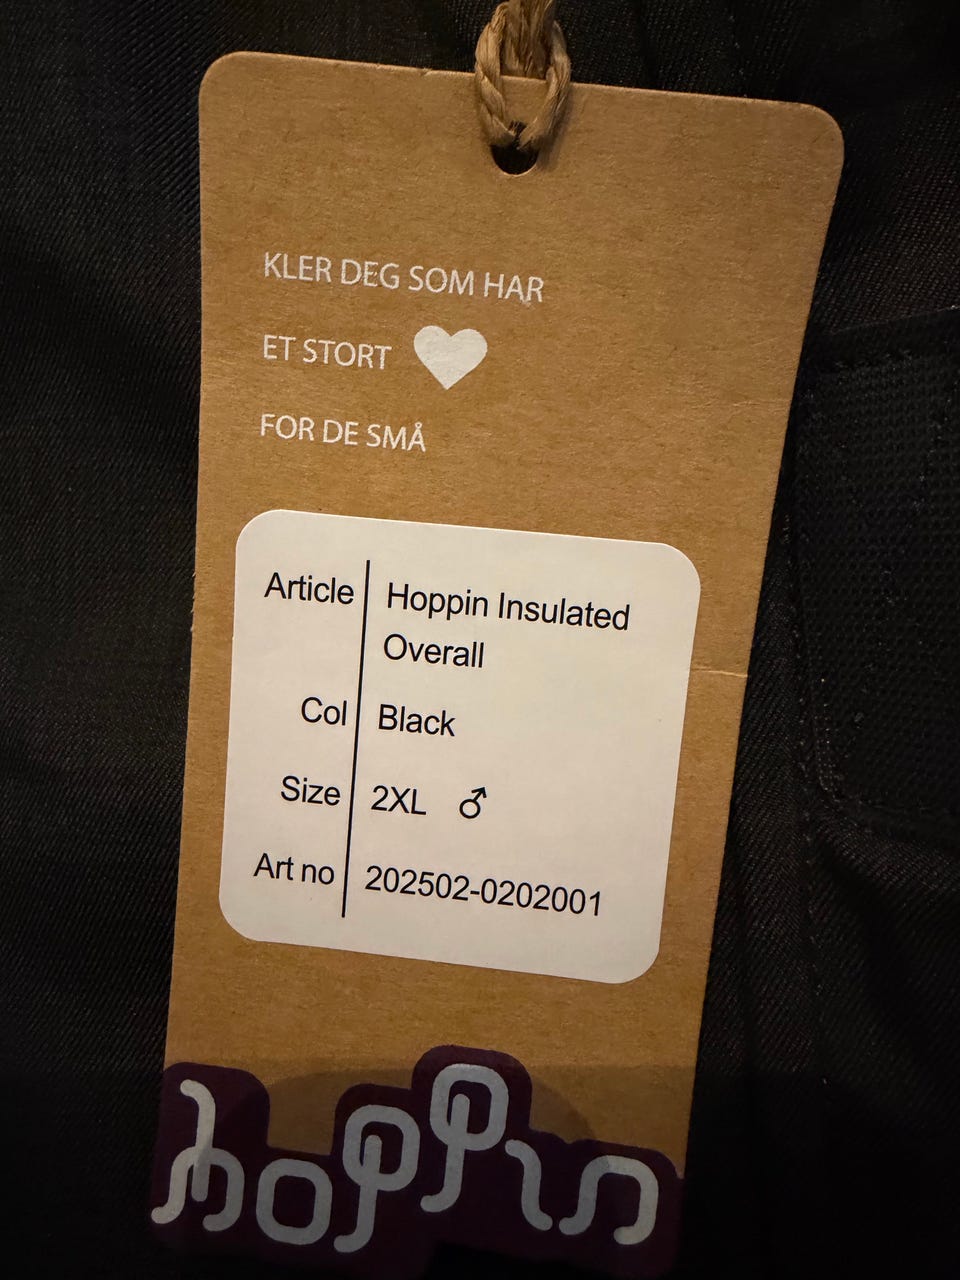 KLER DEG SOM HAR
ET STORT
FOR DE SMÅ
Article Hoppin Insulated
Overall
Col Black
Size 2XL ♂
Art no 202502-0202001
hoppin